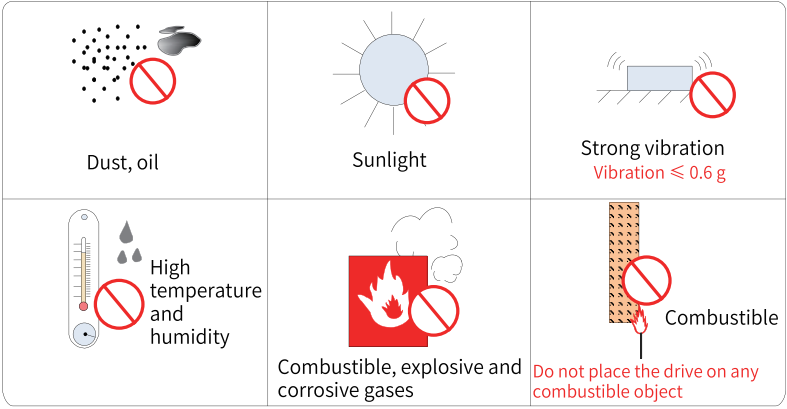 Dust, oil
Sunlight
Strong vibration
Vibration ≤ 0.6 g
High
temperature
and
humidity
Combustible, explosive and
corrosive gases
Combustible
Do not place the drive on any
combustible object